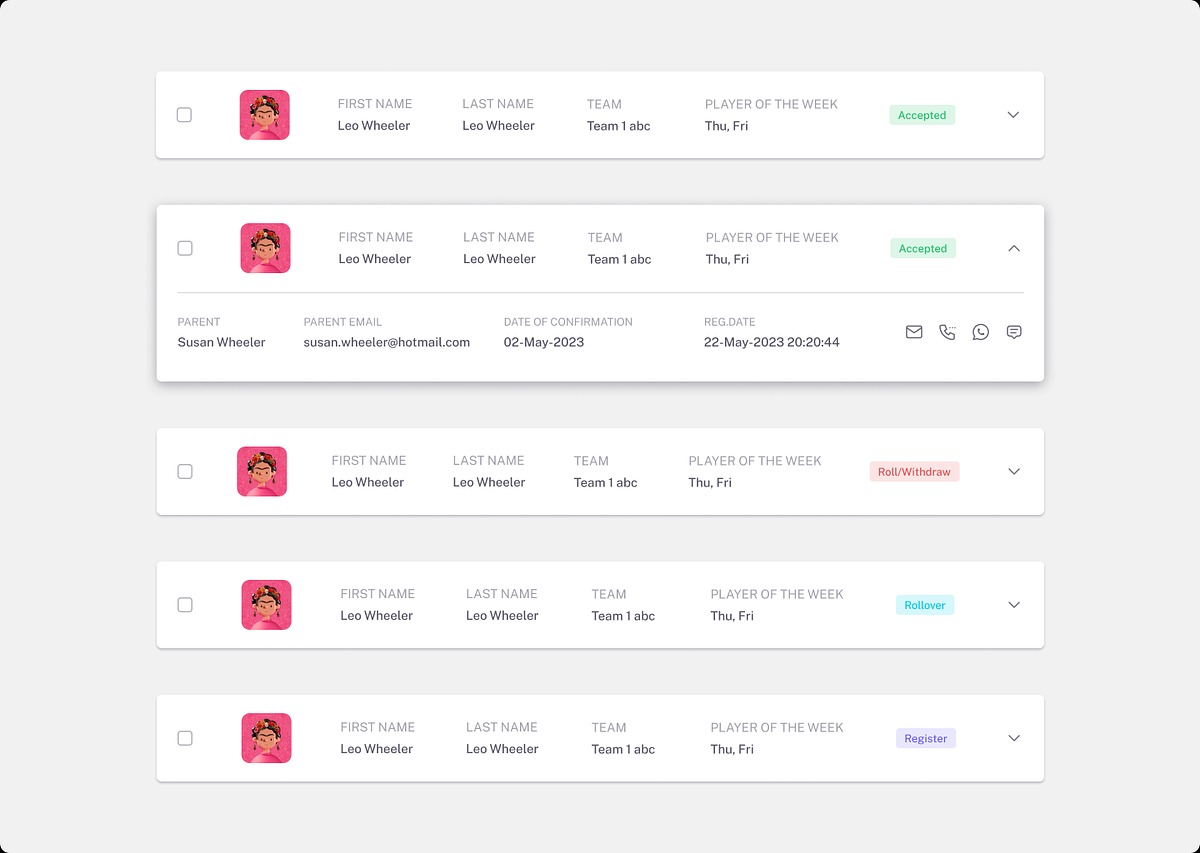 FIRST NAME LAST NAME TEAM PLAYER OF THE WEEK
Leo Wheeler Leo Wheeler Team 1 abc Thu, Fri
Accepted
FIRST NAME LAST NAME TEAM PLAYER OF THE WEEK
Leo Wheeler Leo Wheeler Team 1 abc Thu, Fri
Accepted
PARENT PARENT EMAIL DATE OF CONFIRMATION REG.DATE
Susan Wheeler susan.wheeler@hotmail.com 02-May-2023 22-May-2023 20:20:44
FIRST NAME LAST NAME TEAM PLAYER OF THE WEEK
Leo Wheeler Leo Wheeler Team 1 abc Thu, Fri
Roll/Withdraw
FIRST NAME LAST NAME TEAM PLAYER OF THE WEEK
Leo Wheeler Leo Wheeler Team 1 abc Thu, Fri
Rollover
FIRST NAME LAST NAME TEAM PLAYER OF THE WEEK
Leo Wheeler Leo Wheeler Team 1 abc Thu, Fri
Register